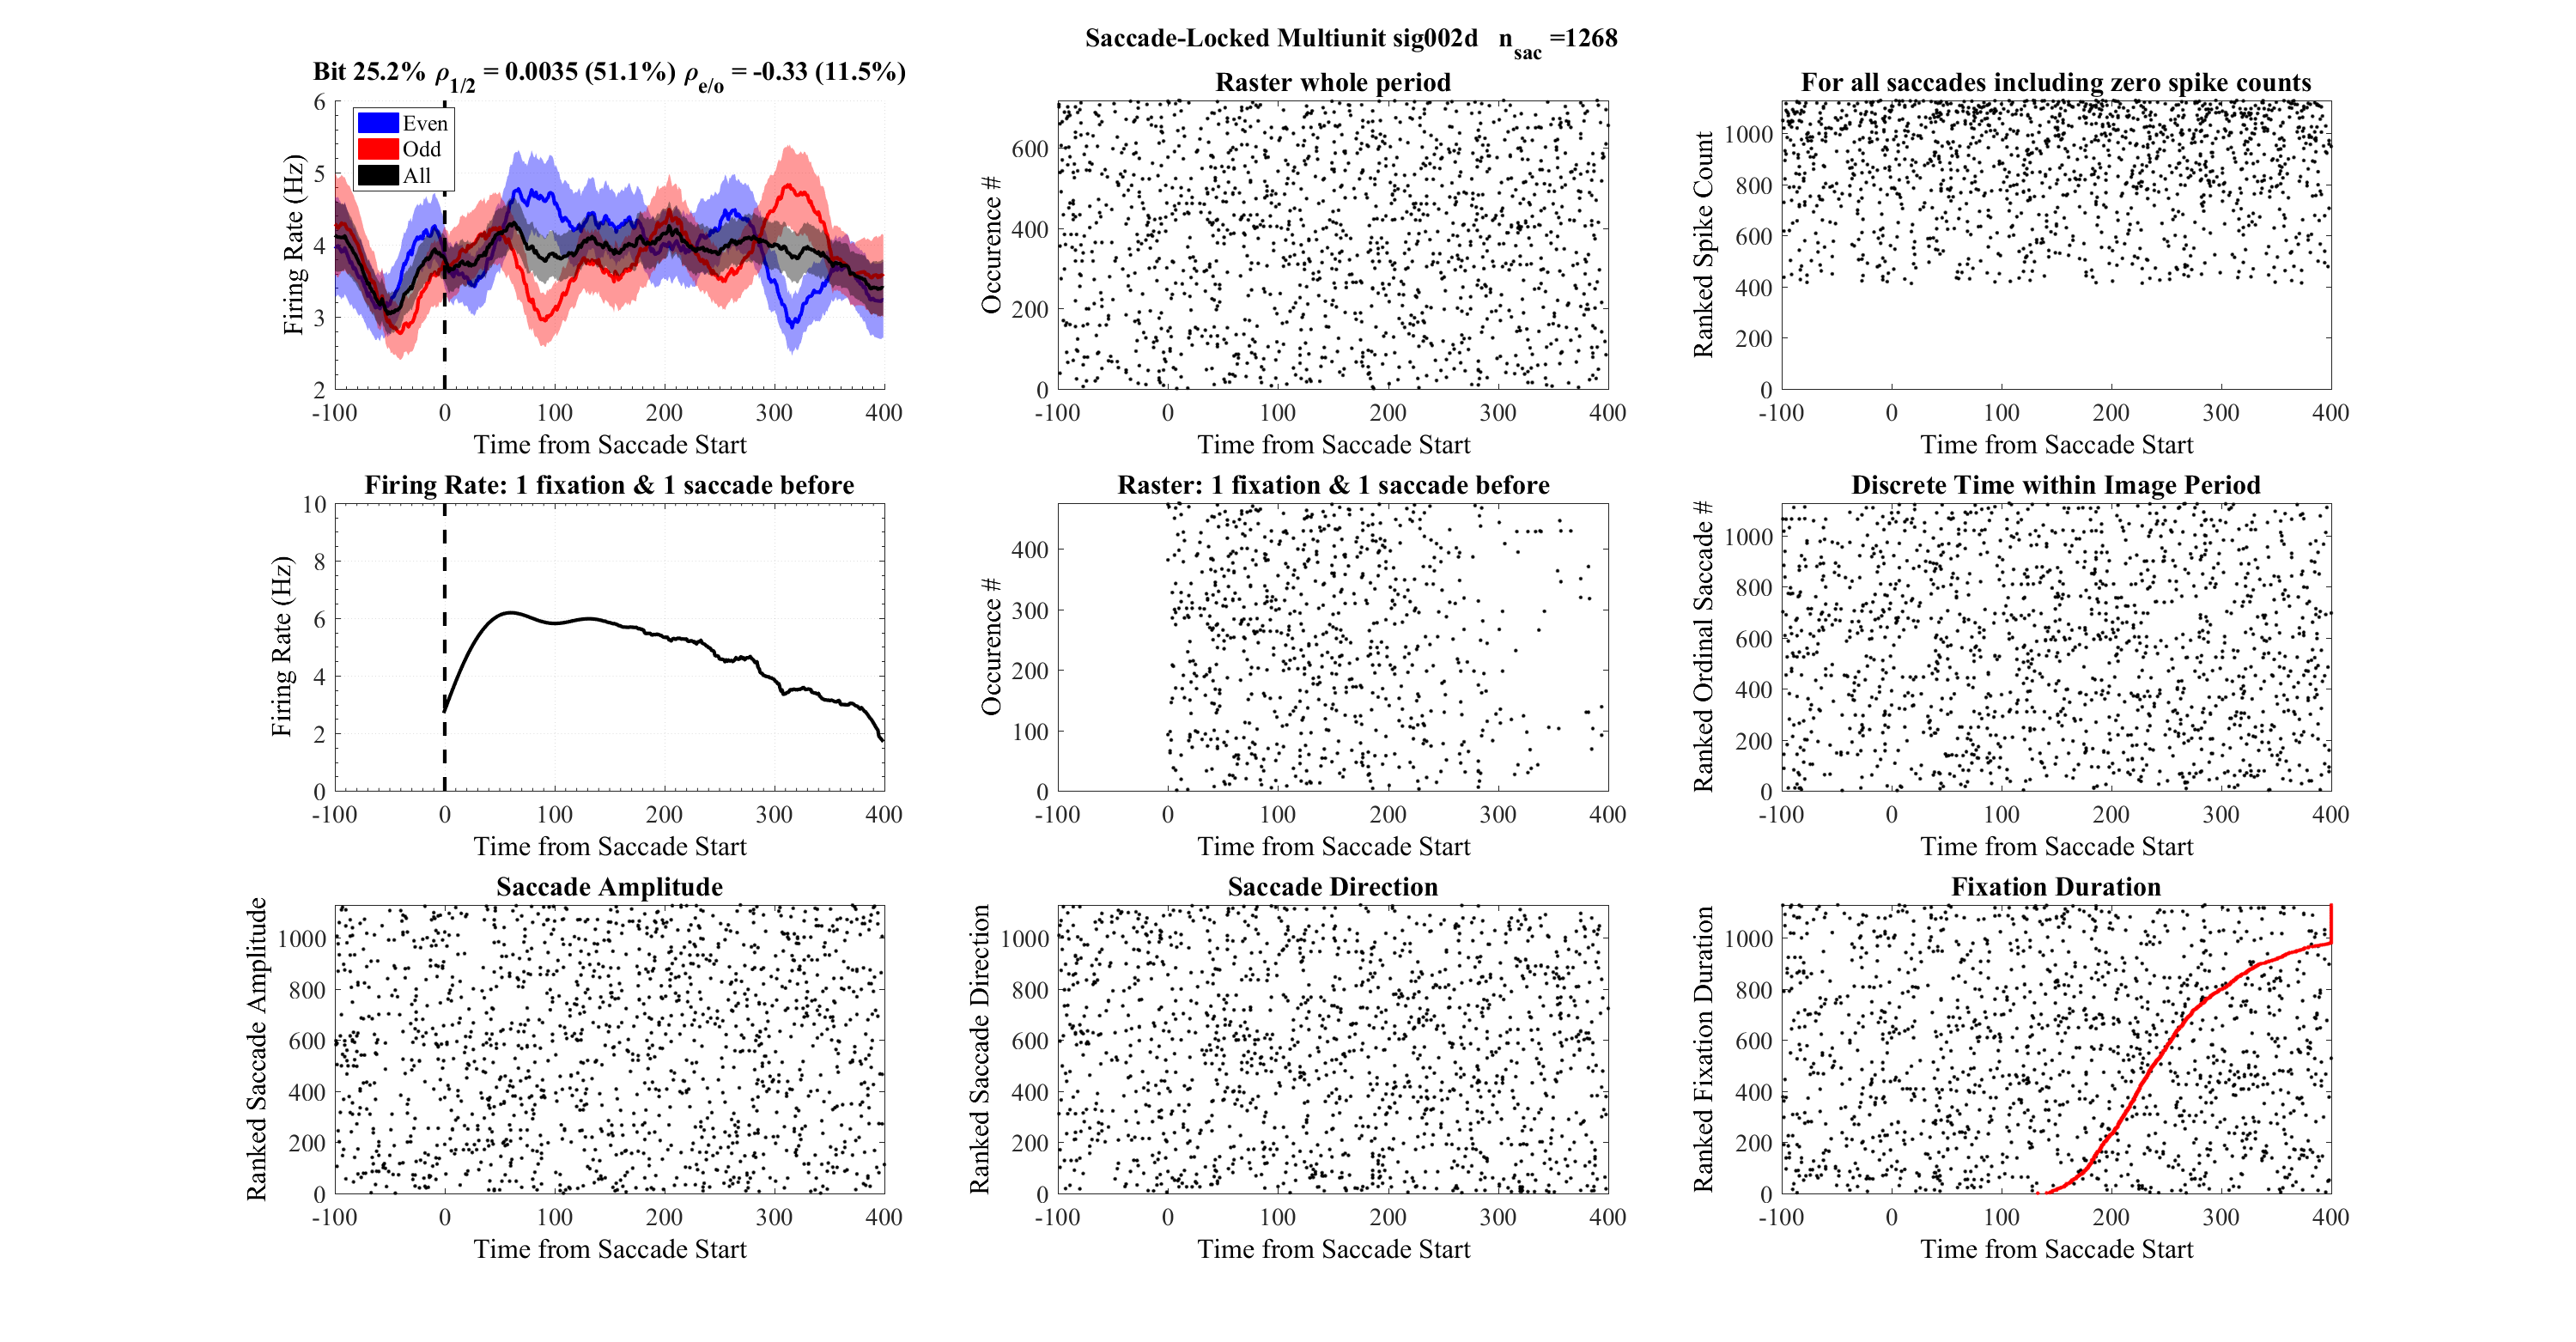 Saccade-Locked Multiunit sig002d n_sac =1268
Bit 25.2% ρ_1/2 = 0.0035 (51.1%) ρ_e/o = -0.33 (11.5%)
Even
Odd
All
Firing Rate (Hz)
6
5
4
3
2
-100 0 100 200 300 400
Time from Saccade Start
Raster whole period
Occurence #
600
400
200
0
-100 0 100 200 300 400
Time from Saccade Start
For all saccades including zero spike counts
Ranked Spike Count
1000
800
600
400
200
0
-100 0 100 200 300 400
Time from Saccade Start
Firing Rate: 1 fixation & 1 saccade before
Firing Rate (Hz)
10
8
6
4
2
0
-100 0 100 200 300 400
Time from Saccade Start
Raster: 1 fixation & 1 saccade before
Occurence #
400
300
200
100
0
-100 0 100 200 300 400
Time from Saccade Start
Discrete Time within Image Period
Ranked Ordinal Saccade #
1000
800
600
400
200
0
-100 0 100 200 300 400
Time from Saccade Start
Saccade Amplitude
Ranked Saccade Amplitude
1000
800
600
400
200
0
-100 0 100 200 300 400
Time from Saccade Start
Saccade Direction
Ranked Saccade Direction
1000
800
600
400
200
0
-100 0 100 200 300 400
Time from Saccade Start
Fixation Duration
Ranked Fixation Duration
1000
800
600
400
200
0
-100 0 100 200 300 400
Time from Saccade Start